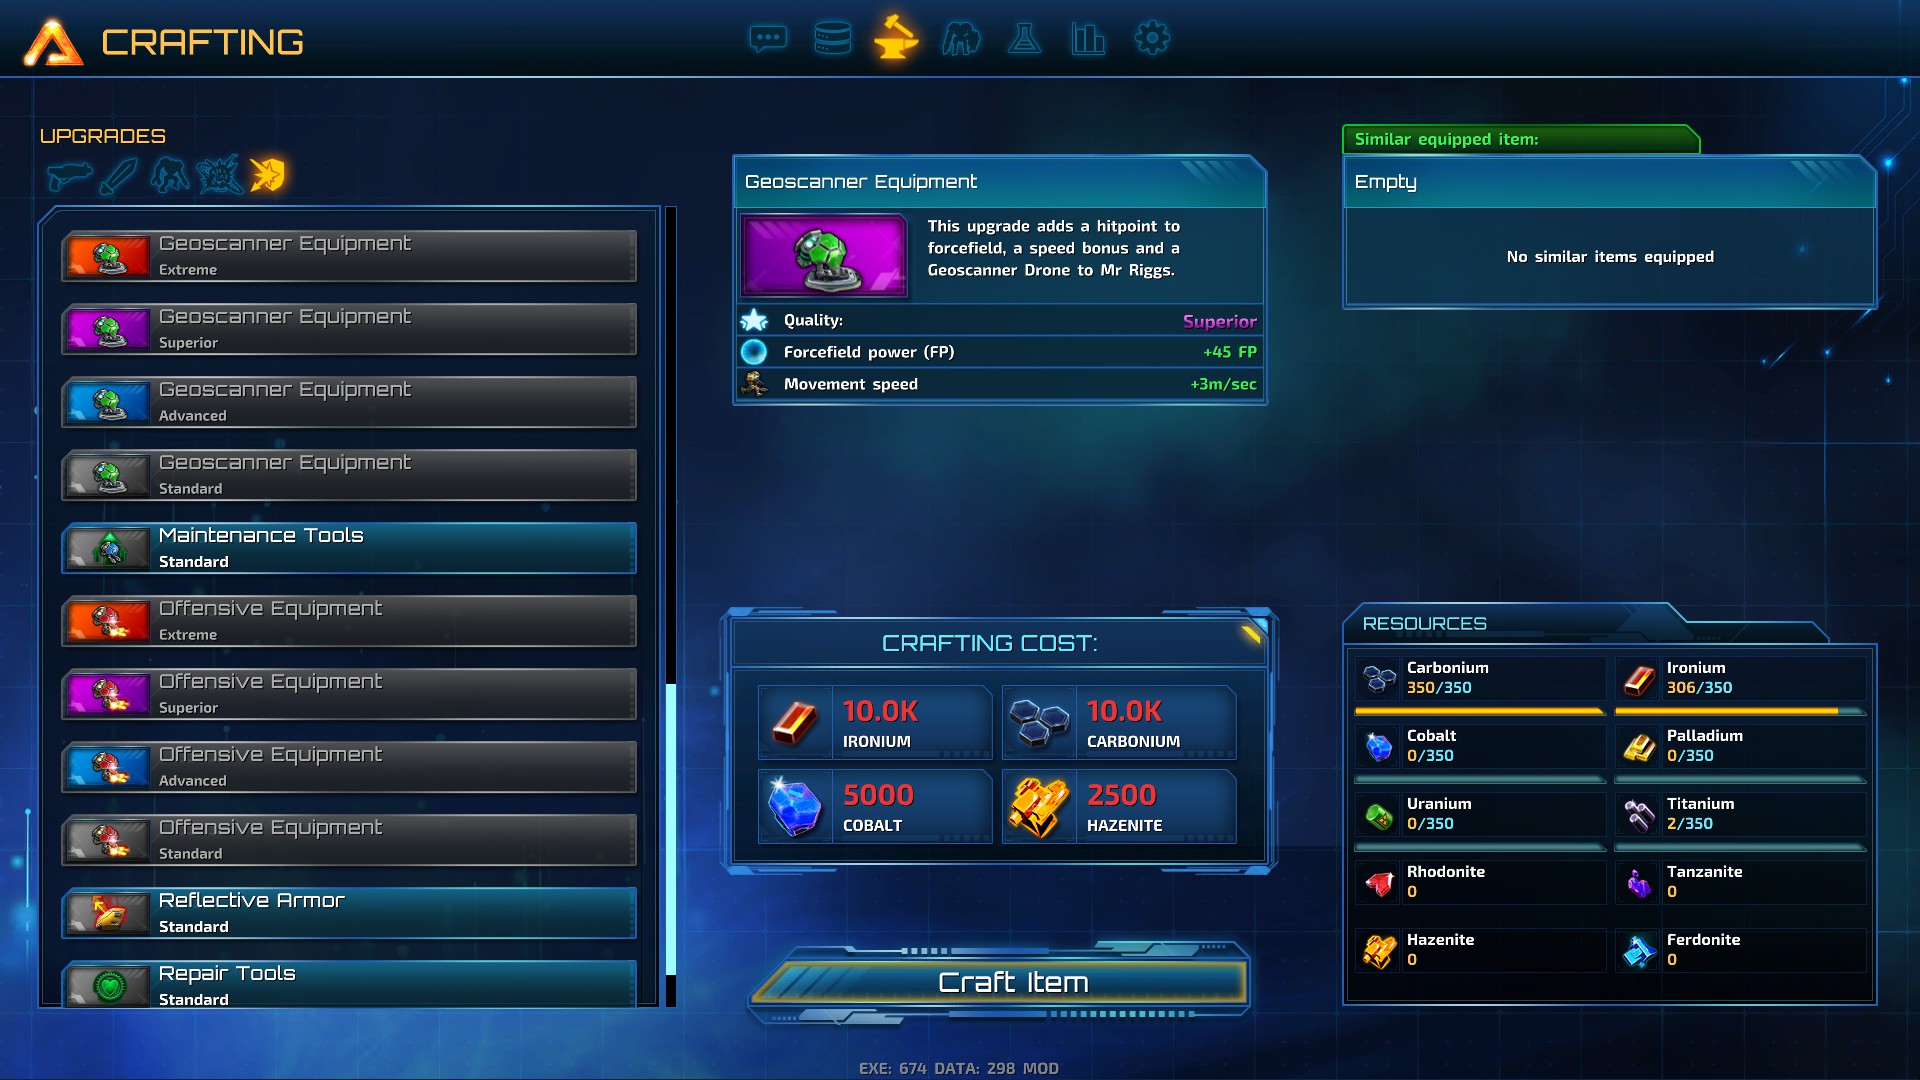 CRAFTING
UPGRADES
Geoscanner Equipment
Extreme
Geoscanner Equipment
Superior
Geoscanner Equipment
Advanced
Geoscanner Equipment
Standard
Maintenance Tools
Standard
Offensive Equipment
Extreme
Offensive Equipment
Superior
Offensive Equipment
Advanced
Offensive Equipment
Standard
Reflective Armor
Standard
Repair Tools
Standard
Geoscanner Equipment
This upgrade adds a hitpoint to
forcefield, a speed bonus and a
Geoscanner Drone to Mr Riggs.
Quality: Superior
Forcefield power (FP) +45 FP
Movement speed +3m/sec
Similar equipped item:
Empty
No similar items equipped
CRAFTING COST:
10.0K
IRONIUM
10.0K
CARBONIUM
5000
COBALT
2500
HAZENITE
Craft Item
RESOURCES
Carbonium
350/350
Ironium
306/350
Cobalt
0/350
Palladium
0/350
Uranium
0/350
Titanium
2/350
Rhodonite
0
Tanzanite
0
Hazenite
0
Ferdonite
0
EXE: 674 DATA: 298 MOD